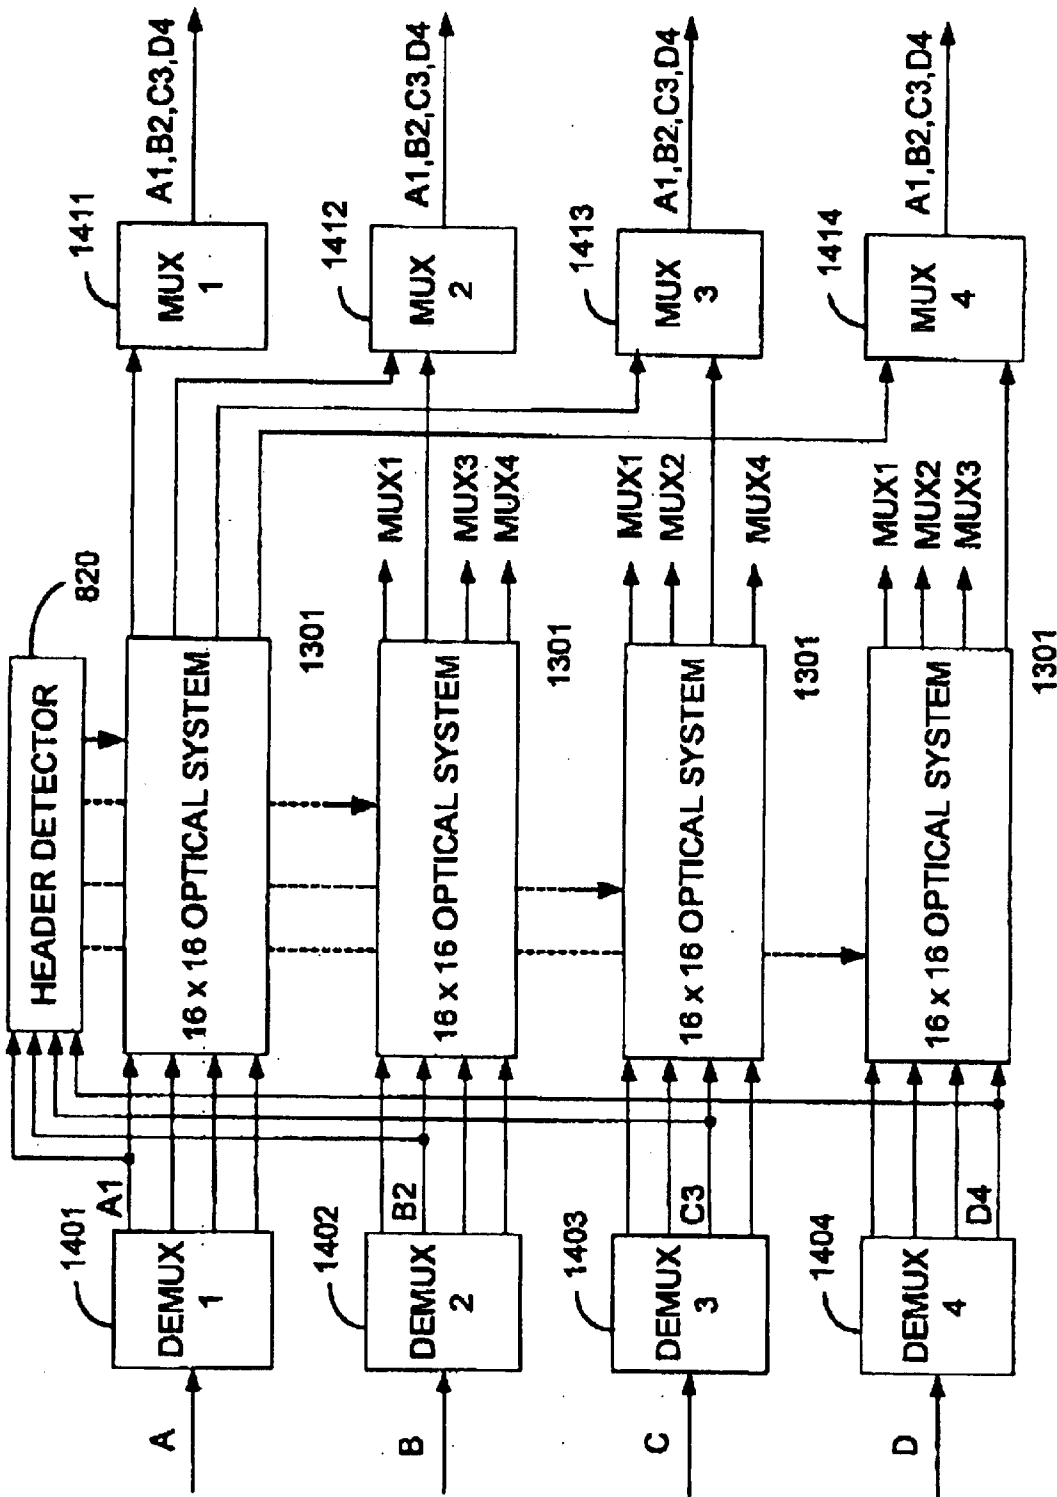 HEADER DETECTOR
820
A
DEMUX
1
1401
A1
16 x 16 OPTICAL SYSTEM
1301
MUX
1
1411
A1,B2,C3,D4
B
DEMUX
2
1402
B2
16 x 16 OPTICAL SYSTEM
1301
MUX1
MUX3
MUX4
MUX
2
1412
A1,B2,C3,D4
C
DEMUX
3
1403
C3
16 x 16 OPTICAL SYSTEM
1301
MUX1
MUX2
MUX4
MUX
3
1413
A1,B2,C3,D4
D
DEMUX
4
1404
D4
16 x 16 OPTICAL SYSTEM
1301
MUX1
MUX2
MUX3
MUX
4
1414
A1,B2,C3,D4